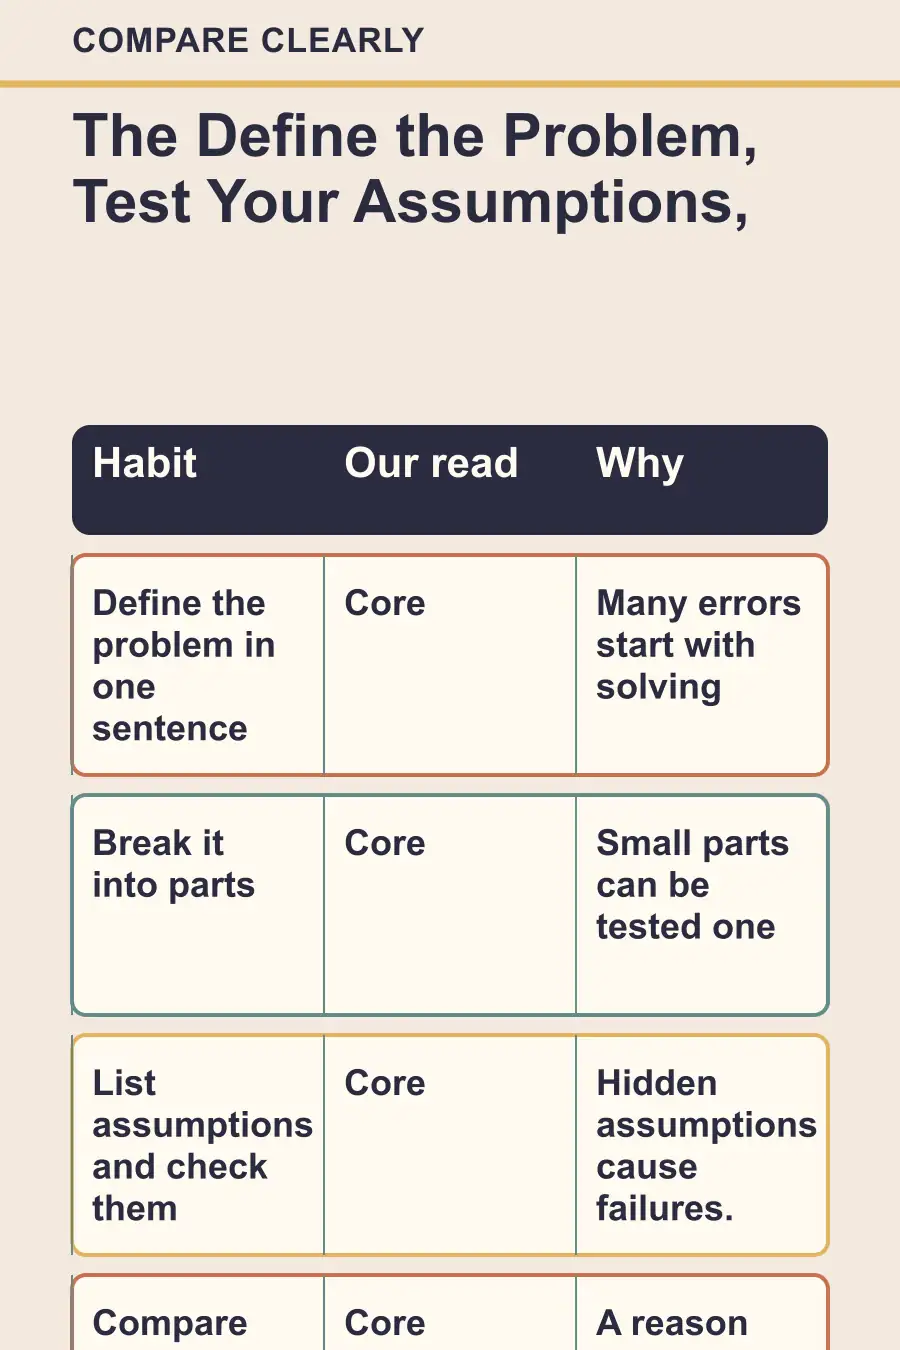 COMPARE CLEARLY
The Define the Problem,
Test Your Assumptions,
Habit
Our read
Why
Define the
problem in
one
sentence
Core
Many errors
start with
solving
Break it
into parts
Core
Small parts
can be
tested one
List
assumptions
and check
them
Core
Hidden
assumptions
cause
failures.
Compare
Core
A reason